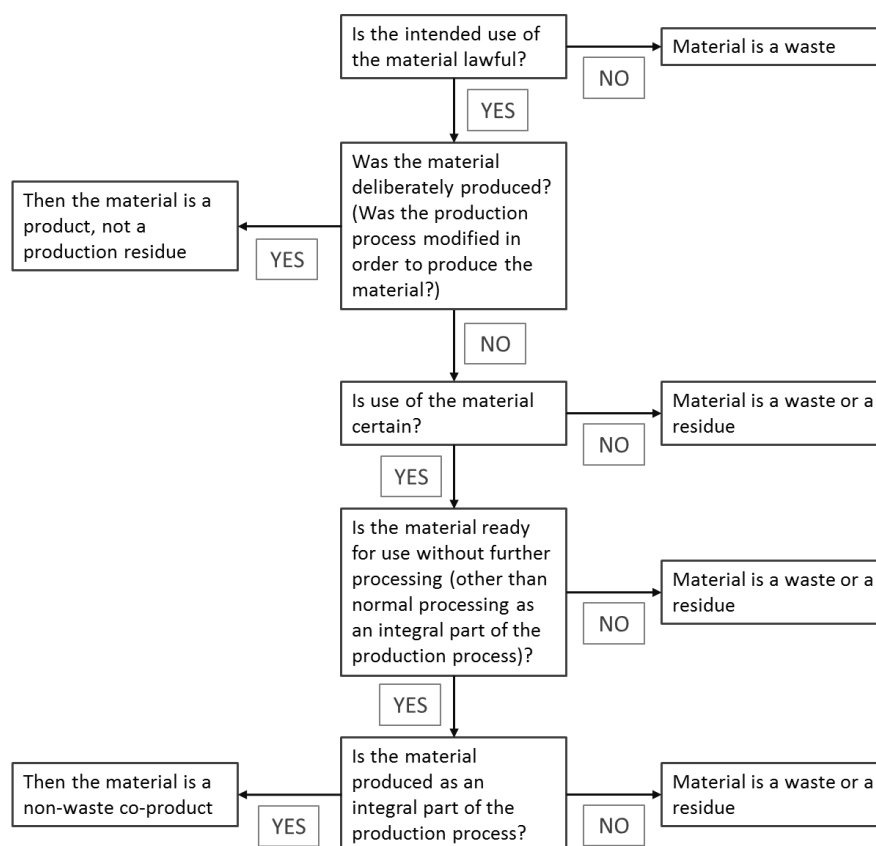 Is the intended use of
the material lawful?
NO
Material is a waste
YES
Was the material
deliberately produced?
(Was the production
process modified in
order to produce the
material?)
YES
Then the material is a
product, not a
production residue
NO
Is use of the material
certain?
NO
Material is a waste or a
residue
YES
Is the material ready
for use without further
processing (other than
normal processing as
an integral part of the
production process)?
NO
Material is a waste or a
residue
YES
Is the material
produced as an
integral part of the
production process?
YES
Then the material is a
non-waste co-product
NO
Material is a waste or a
residue